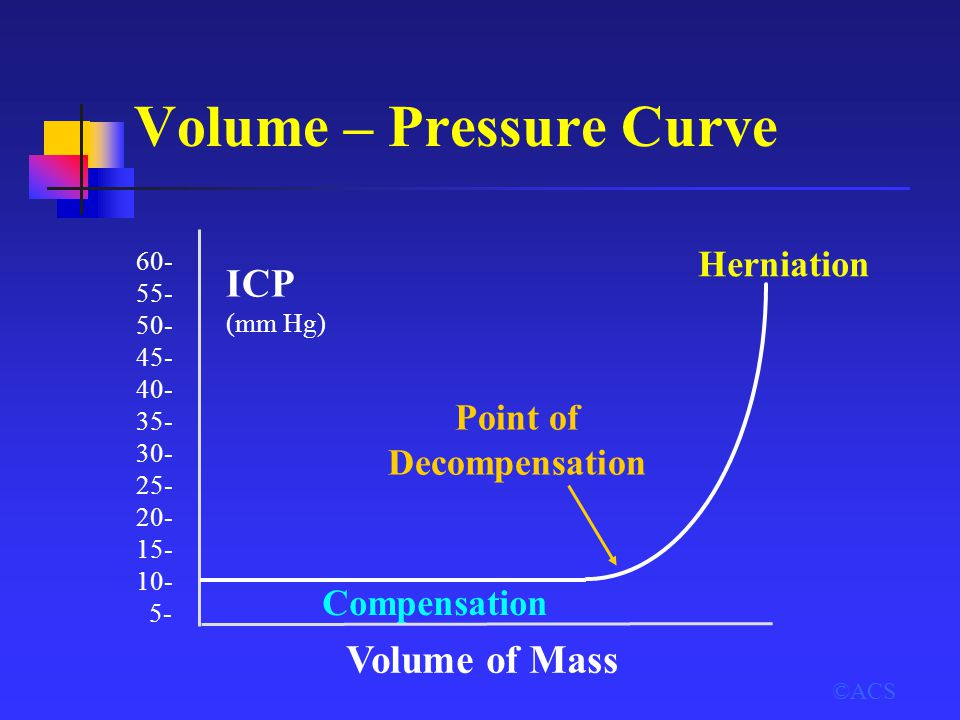 Volume – Pressure Curve
60-
55-
50-
45-
40-
35-
30-
25-
20-
15-
10-
5-
ICP
(mm Hg)
Herniation
Point of
Decompensation
Compensation
Volume of Mass
©ACS